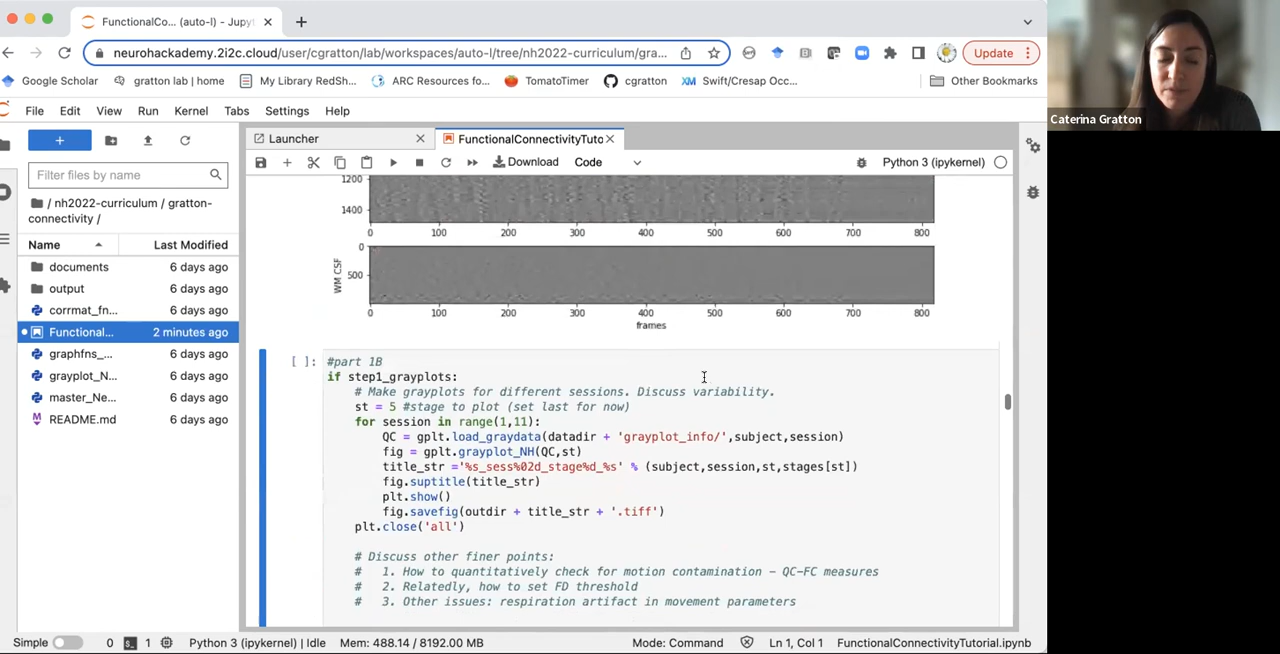 FunctionalCo... (auto-l) - Jupy
neurohackademy.2i2c.cloud/user/cgratton/lab/workspaces/auto-l/tree/nh2022-curriculum/gra...
Update
Google Scholar
gratton lab | home
My Library RedSh...
ARC Resources fo...
TomatoTimer
cgratton
XM Swift/Cresap Occ...
Other Bookmarks
File Edit View Run Kernel Tabs Settings Help
Launcher
FunctionalConnectivityTuto
Download
Code
Python 3 (ipykernel)
Filter files by name
/ nh2022-curriculum / gratton-
connectivity /
Name Last Modified
documents 6 days ago
output 6 days ago
corrmat_fn... 6 days ago
Functional... 2 minutes ago
graphfns_... 6 days ago
grayplot_N... 6 days ago
master_Ne... 6 days ago
README.md 6 days ago
1200
1400
0 100 200 300 400 500 600 700 800
0
500
WM CSF
0 100 200 300 400 500 600 700 800
frames
[ ]:
#part 1B
if step1_grayplots:
# Make grayplots for different sessions. Discuss variability.
st = 5 #stage to plot (set last for now)
for session in range(1,11):
QC = gplt.load_graydata(datadir + 'grayplot_info/',subject,session)
fig = gplt.grayplot_NH(QC,st)
title_str ='%s_sess%02d_stage%d_%s' % (subject,session,st,stages[st])
fig.suptitle(title_str)
plt.show()
fig.savefig(outdir + title_str + '.tiff')
plt.close('all')
# Discuss other finer points:
# 1. How to quantitatively check for motion contamination – QC-FC measures
# 2. Relatedly, how to set FD threshold
# 3. Other issues: respiration artifact in movement parameters
Simple 0 1 Python 3 (ipykernel) | Idle Mem: 488.14 / 8192.00 MB Mode: Command Ln 1, Col 1 FunctionalConnectivityTutorial.ipynb
Caterina Gratton